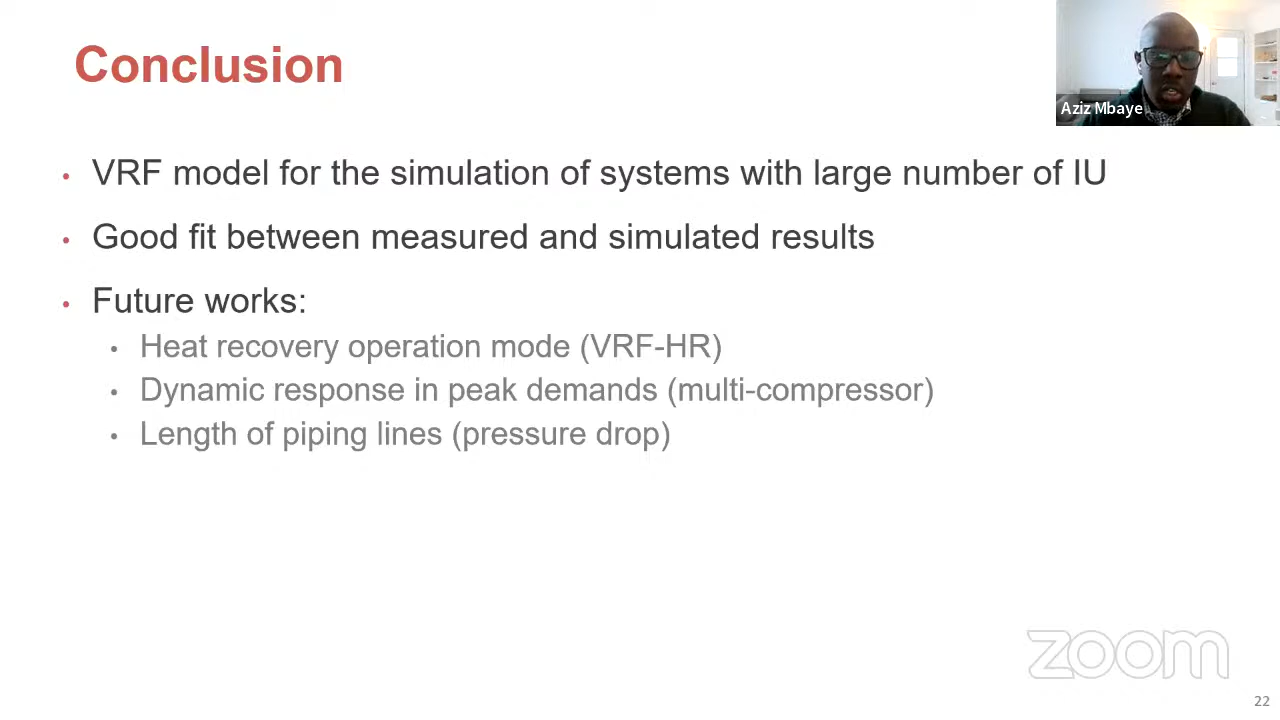 Conclusion
Aziz Mbaye
• VRF model for the simulation of systems with large number of IU
• Good fit between measured and simulated results
• Future works:
• Heat recovery operation mode (VRF-HR)
• Dynamic response in peak demands (multi-compressor)
• Length of piping lines (pressure drop)
zoom
22